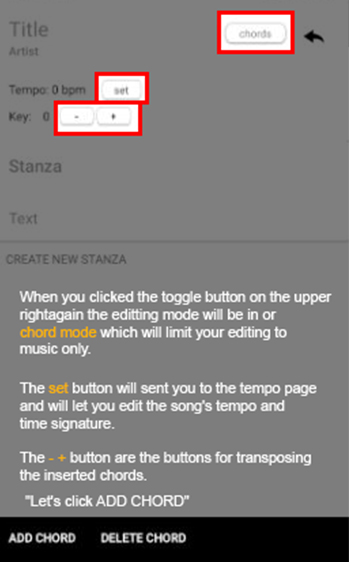 Title
chords
Artist
Tempo: 0 bpm set
Key: 0 - +
Stanza
Text
CREATE NEW STANZA
When you clicked the toggle button on the upper
rightagain the editting mode will be in or
chord mode which will limit your editing to
music only.
The set button will sent you to the tempo page
and will let you edit the song's tempo and
time signature.
The - + button are the buttons for transposing
the inserted chords.
"Let's click ADD CHORD"
ADD CHORD DELETE CHORD